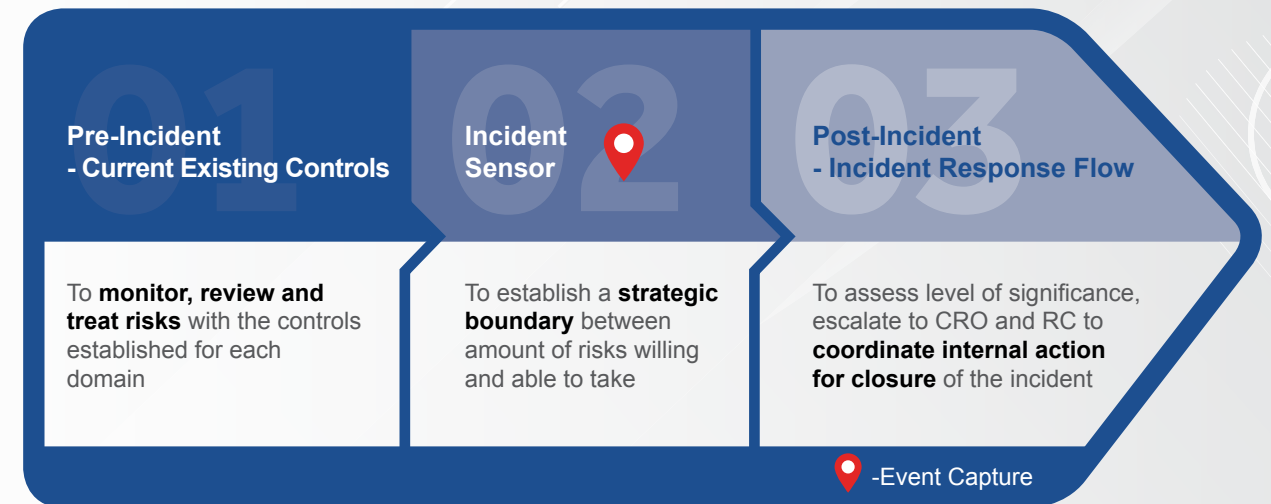 01
Pre-Incident
- Current Existing Controls
To monitor, review and
treat risks with the controls
established for each
domain
02
Incident
Sensor
To establish a strategic
boundary between
amount of risks willing
and able to take
03
Post-Incident
- Incident Response Flow
To assess level of significance,
escalate to CRO and RC to
coordinate internal action
for closure of the incident
-Event Capture